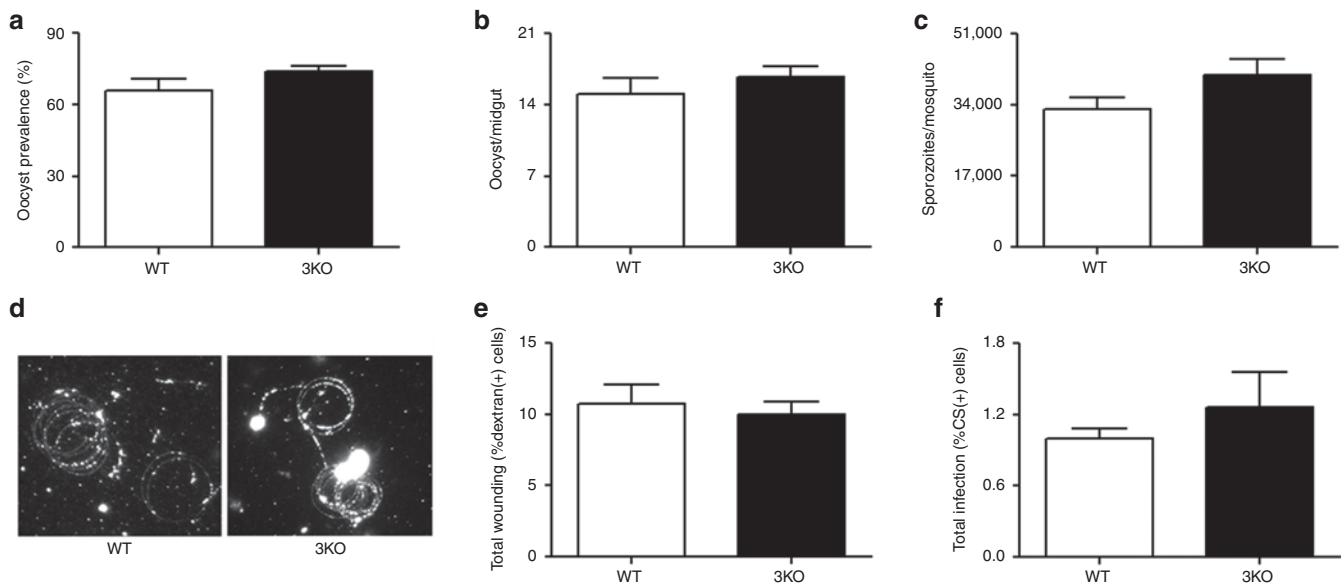 a
90
60
30
0
Oocyst prevalence (%)
WT
3KO
b
21
14
7
0
Oocyst/midgut
WT
3KO
c
51,000
34,000
17,000
0
Sporozoites/mosquito
WT
3KO
d
WT
3KO
e
15
10
5
0
Total wounding (%dextran(+) cells)
WT
3KO
f
1.8
1.2
0.6
0.0
Total infection (%CS(+) cells)
WT
3KO